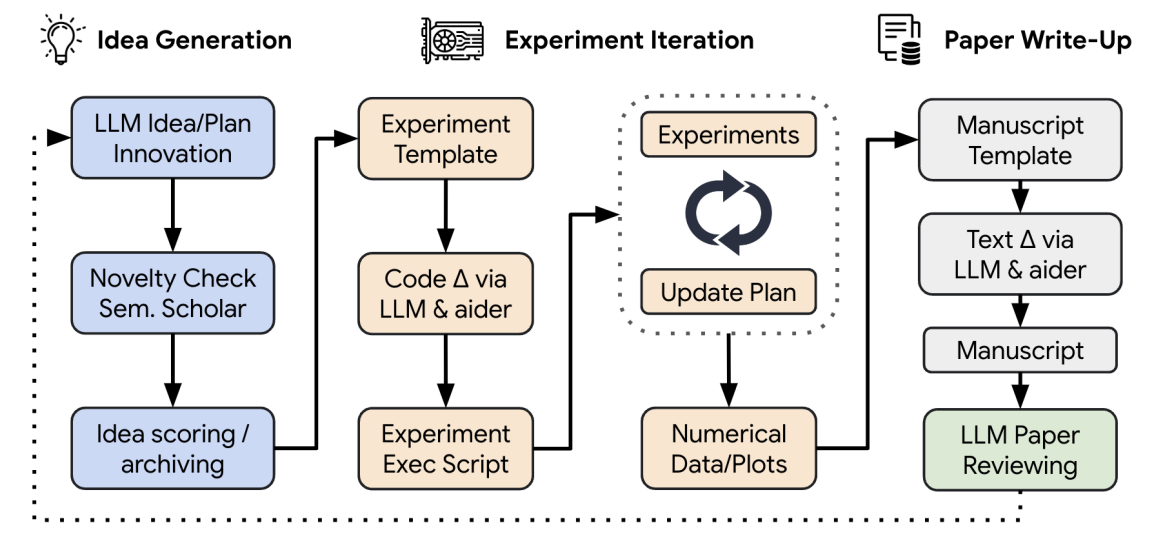 Idea Generation
Experiment Iteration
Paper Write-Up
LLM Idea/Plan
Innovation
Novelty Check
Sem. Scholar
Idea scoring /
archiving
Experiment
Template
Code Δ via
LLM & aider
Experiment
Exec Script
Experiments
Update Plan
Numerical
Data/Plots
Manuscript
Template
Text Δ via
LLM & aider
Manuscript
LLM Paper
Reviewing